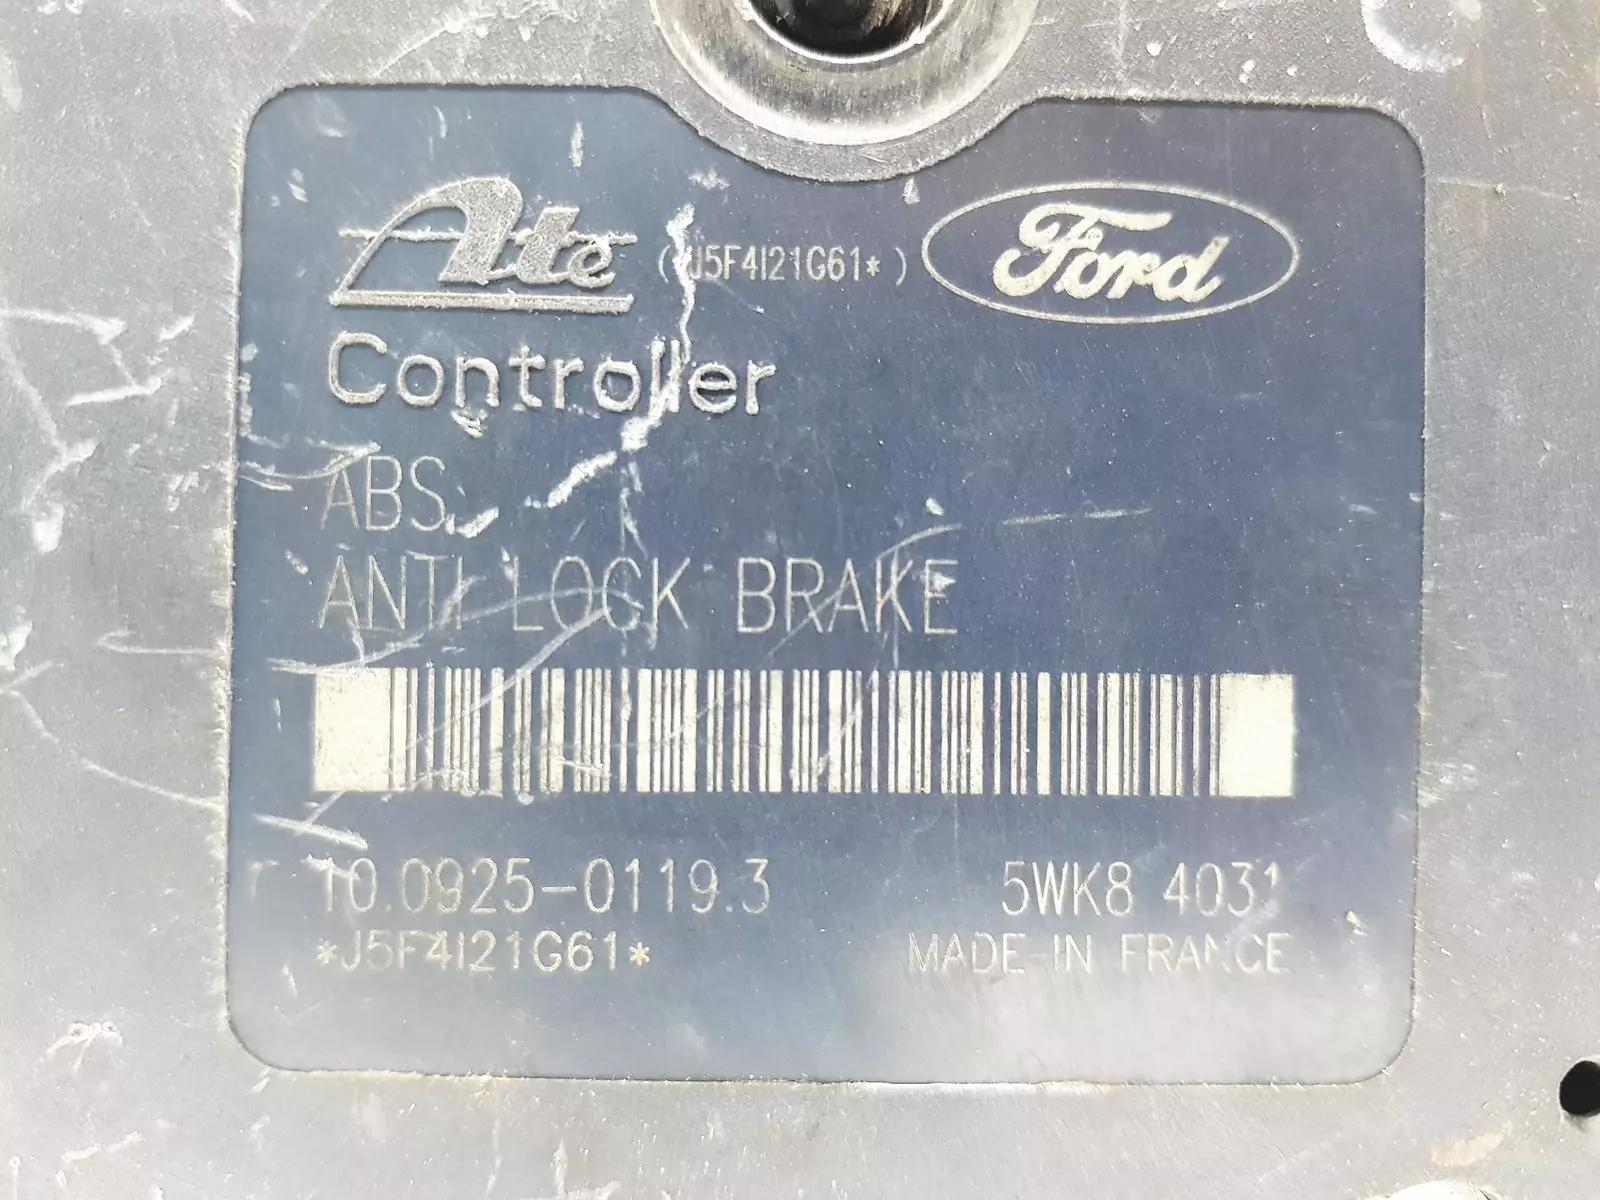 Ate (*J5F4I21G61*) Ford
Controller
ABS
ANTI LOCK BRAKE
10.0925-0119.3 5WK8 4031
*J5F4I21G61* MADE-IN FRANCE